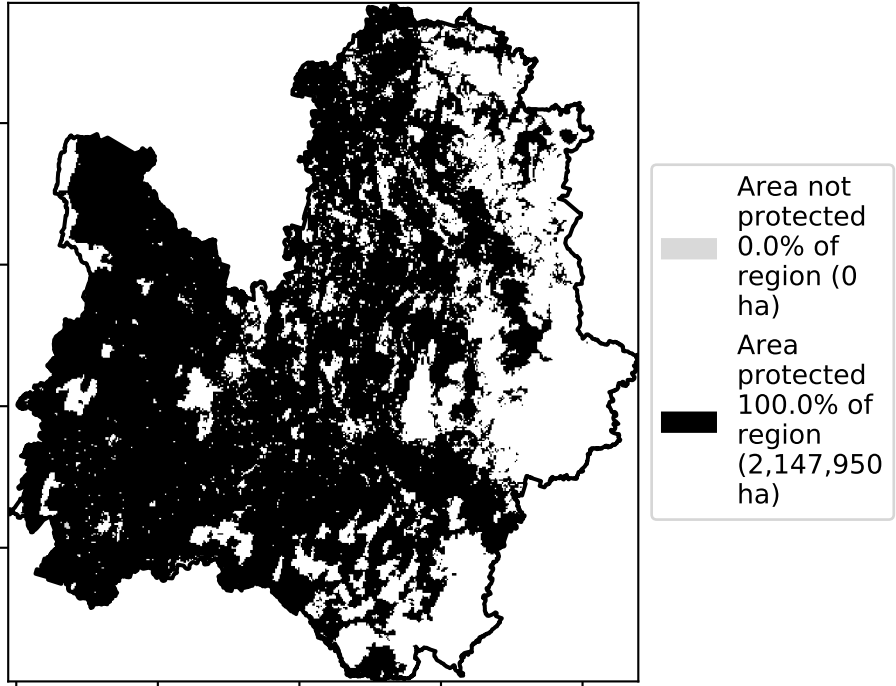 Area not
protected
0.0% of
region (0
ha)
Area
protected
100.0% of
region
(2,147,950
ha)